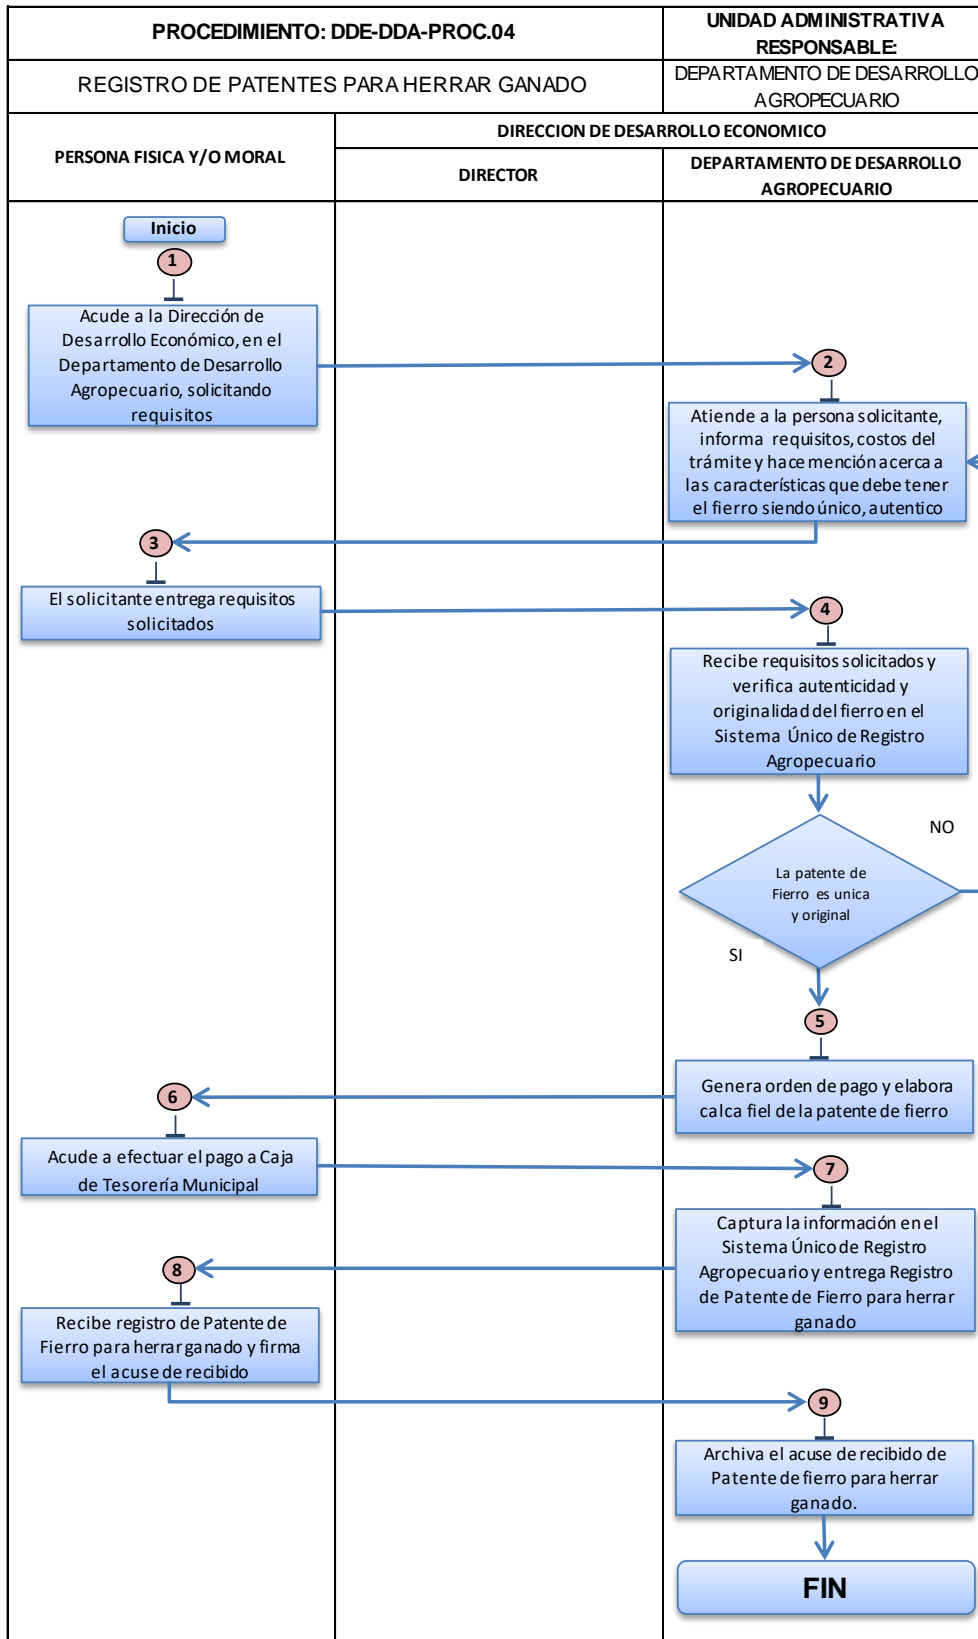 PROCEDIMIENTO: DDE-DDA-PROC.04
UNIDAD ADMINISTRATIVA
RESPONSABLE:
REGISTRO DE PATENTES PARA HERRAR GANADO
DEPARTAMENTO DE DESARROLLO
AGROPECUARIO
PERSONA FISICA Y/O MORAL
DIRECCION DE DESARROLLO ECONOMICO
DIRECTOR
DEPARTAMENTO DE DESARROLLO
AGROPECUARIO
Inicio
1
Acude a la Dirección de
Desarrollo Económico, en el
Departamento de Desarrollo
Agropecuario, solicitando
requisitos
2
Atiende a la persona solicitante,
informa requisitos, costos del
trámite y hace mención acerca a
las características que debe tener
el fierro siendo único, autentico
3
El solicitante entrega requisitos
solicitados
4
Recibe requisitos solicitados y
verifica autenticidad y
originalidad del fierro en el
Sistema Único de Registro
Agropecuario
NO
La patente de
Fierro es unica
y original
SI
5
Genera orden de pago y elabora
calca fiel de la patente de fierro
6
Acude a efectuar el pago a Caja
de Tesorería Municipal
7
Captura la información en el
Sistema Único de Registro
Agropecuario y entrega Registro
de Patente de Fierro para herrar
ganado
8
Recibe registro de Patente de
Fierro para herrar ganado y firma
el acuse de recibido
9
Archiva el acuse de recibido de
Patente de fierro para herrar
ganado.
FIN